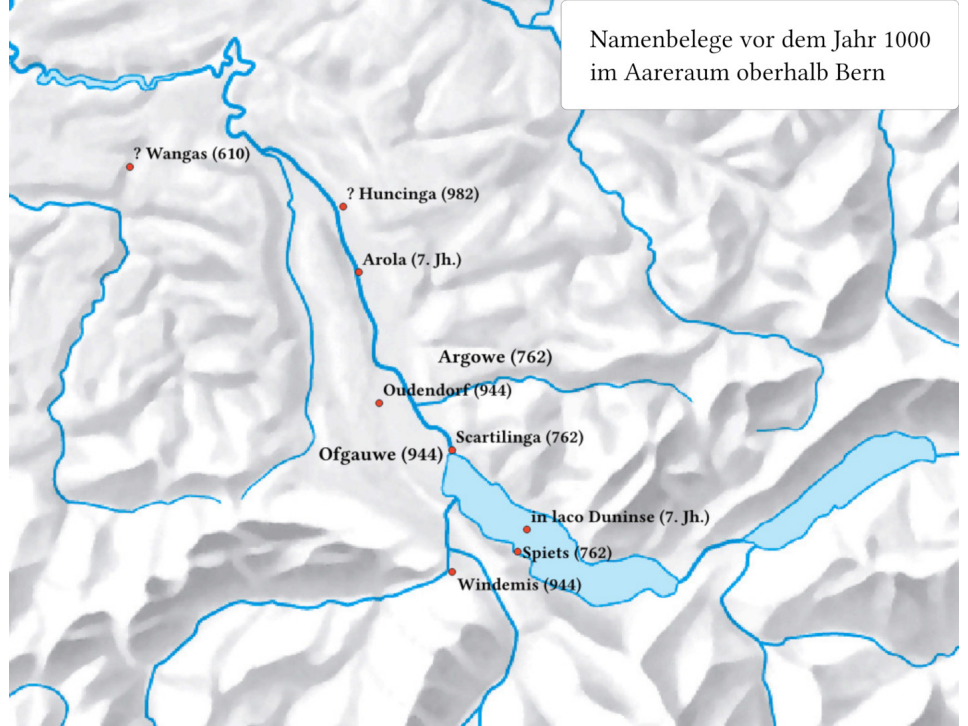 Namenbelege vor dem Jahr 1000
im Aareraum oberhalb Bern
? Wangas (610)
? Huncinga (982)
Arola (7. Jh.)
Argowe (762)
Oudendorf (944)
Scartilinga (762)
Ofgauwe (944)
in laco Duninse (7. Jh.)
Spiets (762)
Windemis (944)